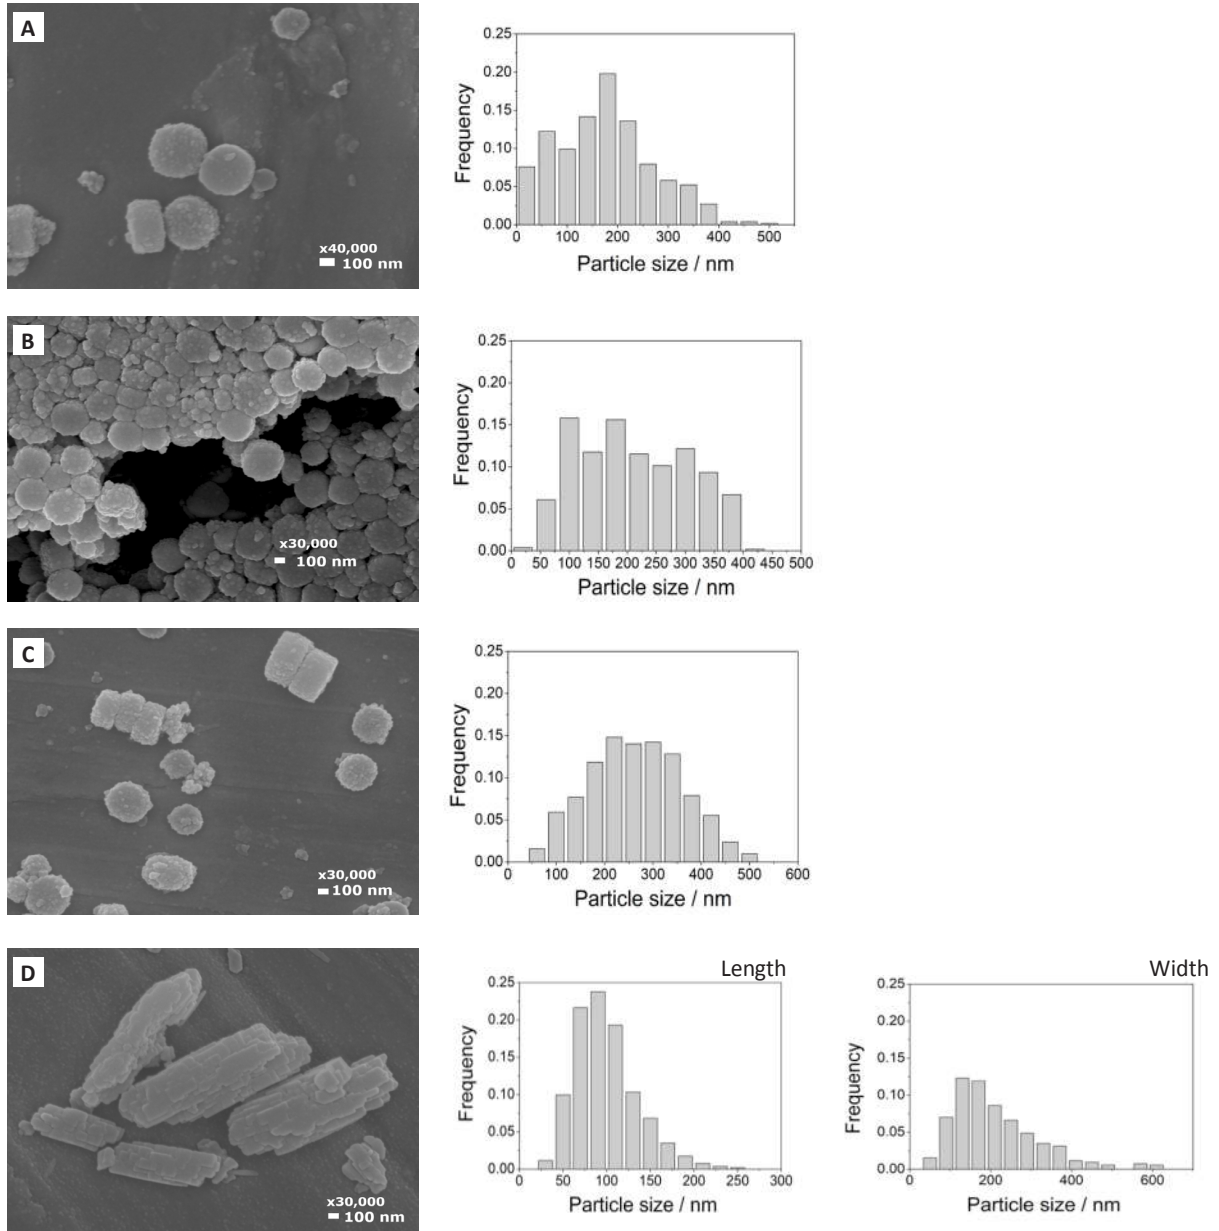 A
x40,000
100 nm
0.25
0.20
0.15
0.10
0.05
0.00
Frequency
0 100 200 300 400 500
Particle size / nm
B
x30,000
100 nm
0.25
0.20
0.15
0.10
0.05
0.00
Frequency
0 50 100 150 200 250 300 350 400 450 500
Particle size / nm
C
x30,000
100 nm
0.25
0.20
0.15
0.10
0.05
0.00
Frequency
0 100 200 300 400 500 600
Particle size / nm
D
x30,000
100 nm
Length
0.25
0.20
0.15
0.10
0.05
0.00
Frequency
50 100 150 200 250 300
Particle size / nm
Width
0.25
0.20
0.15
0.10
0.05
0.00
Frequency
0 200 400 600
Particle size / nm